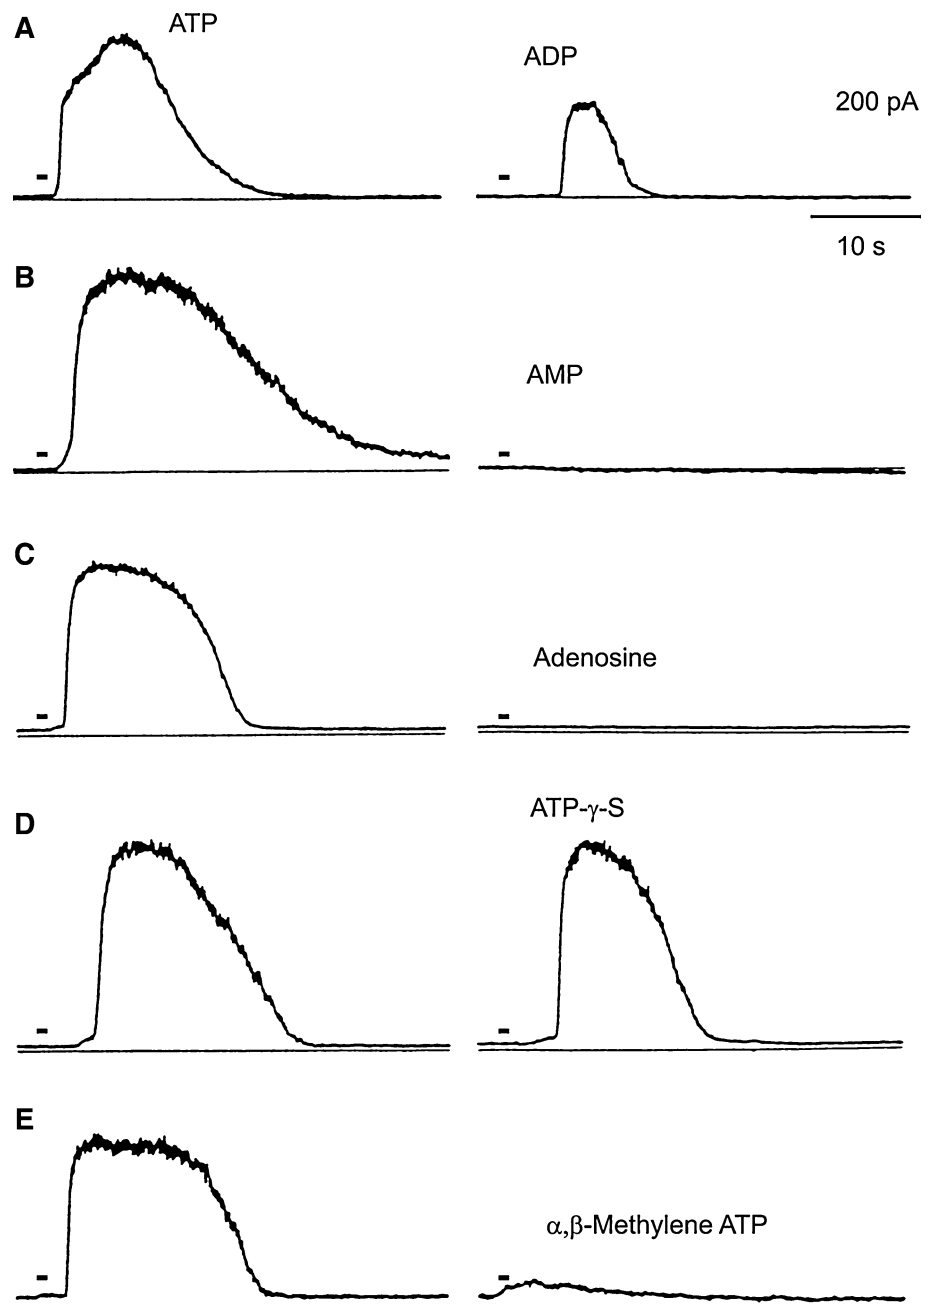 A
ATP
ADP
200 pA
10 s
B
AMP
C
Adenosine
D
ATP-γ-S
E
α,β-Methylene ATP